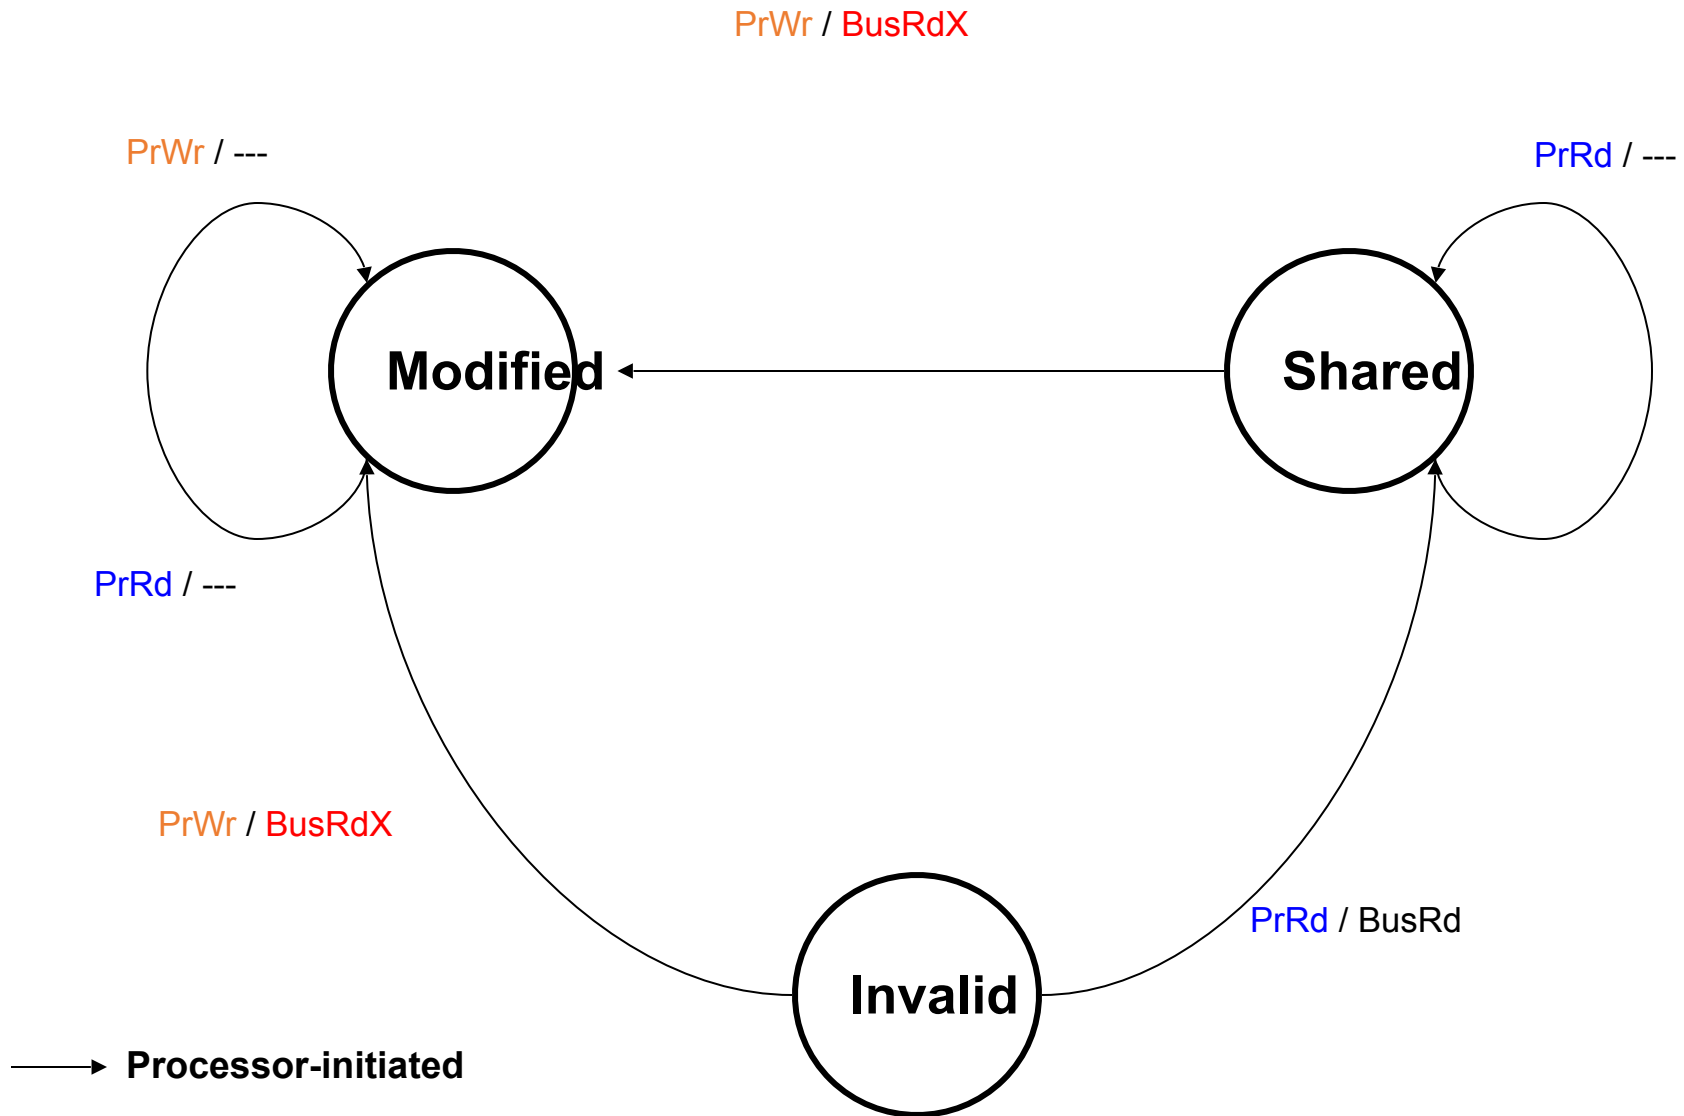 PrWr / BusRdX
PrWr / ---
PrRd / ---
Modified
Shared
PrRd / ---
PrWr / BusRdX
PrRd / BusRd
Invalid
Processor-initiated